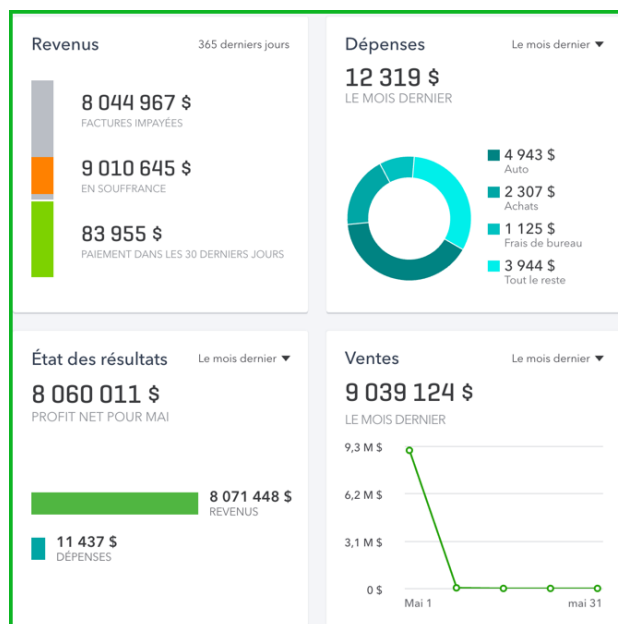 Revenus
365 derniers jours
8 044 967 $
FACTURES IMPAYÉES
9 010 645 $
EN SOUFFRANCE
83 955 $
PAIEMENT DANS LES 30 DERNIERS JOURS
Dépenses
Le mois dernier
12 319 $
LE MOIS DERNIER
4 943 $
Auto
2 307 $
Achats
1 125 $
Frais de bureau
3 944 $
Tout le reste
État des résultats
Le mois dernier
8 060 011 $
PROFIT NET POUR MAI
8 071 448 $
REVENUS
11 437 $
DÉPENSES
Ventes
Le mois dernier
9 039 124 $
LE MOIS DERNIER
9,3 M $
6,2 M $
3,1 M $
0 $
Mai 1
mai 31